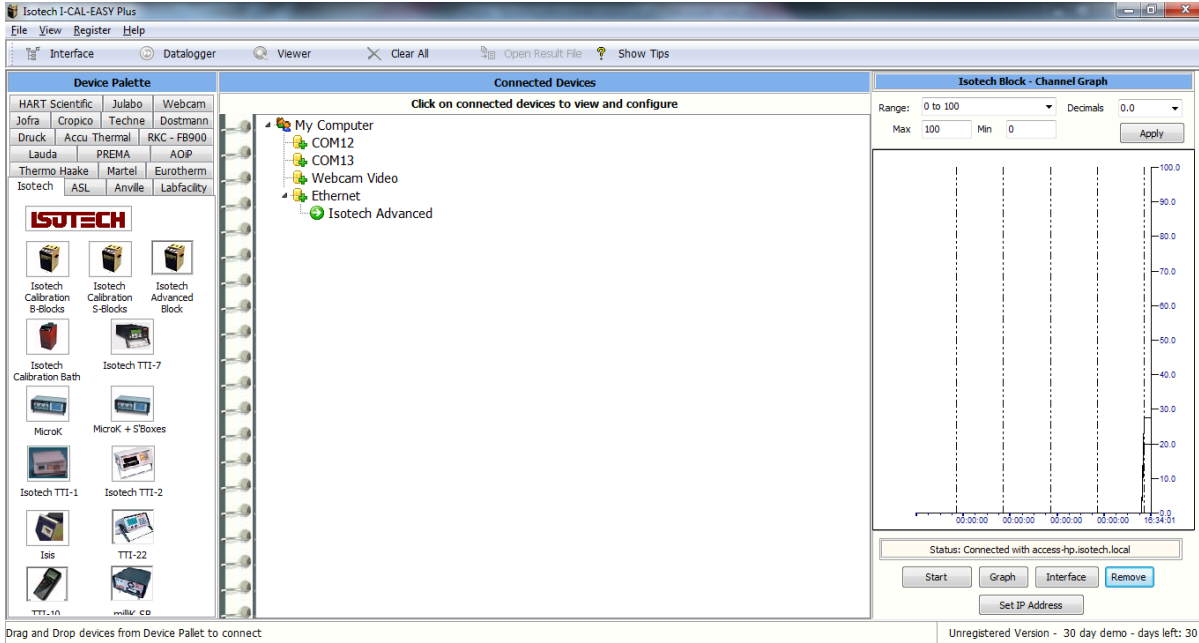 Isotech I-CAL-EASY Plus
File View Register Help
Interface Datalogger Viewer Clear All Open Result File Show Tips
Device Palette
HART Scientific Julabo Webcam
Jofra Cropico Techne Dostmann
Druck Accu Thermal RKC - FB900
Lauda PREMA AOiP
Thermo Haake Martel Eurotherm
Isotech ASL Anville Labfacility
ISOTECH
Isotech Calibration B-Blocks
Isotech Calibration S-Blocks
Isotech Advanced Block
Isotech Calibration Bath
Isotech TTI-7
MicroK
MicroK + S'Boxes
Isotech TTI-1
Isotech TTI-2
Isis
TTI-22
TTI-10
milliK SB
Connected Devices
Click on connected devices to view and configure
My Computer
COM12
COM13
Webcam Video
Ethernet
Isotech Advanced
Isotech Block - Channel Graph
Range: 0 to 100 Decimals 0.0
Max 100 Min 0 Apply
100.0
90.0
80.0
70.0
60.0
50.0
40.0
30.0
20.0
10.0
0.0
00:00:00 00:00:00 00:00:00 00:00:00 16:34:01
Status: Connected with access-hp.isotech.local
Start Graph Interface Remove
Set IP Address
Drag and Drop devices from Device Pallet to connect
Unregistered Version - 30 day demo - days left: 30